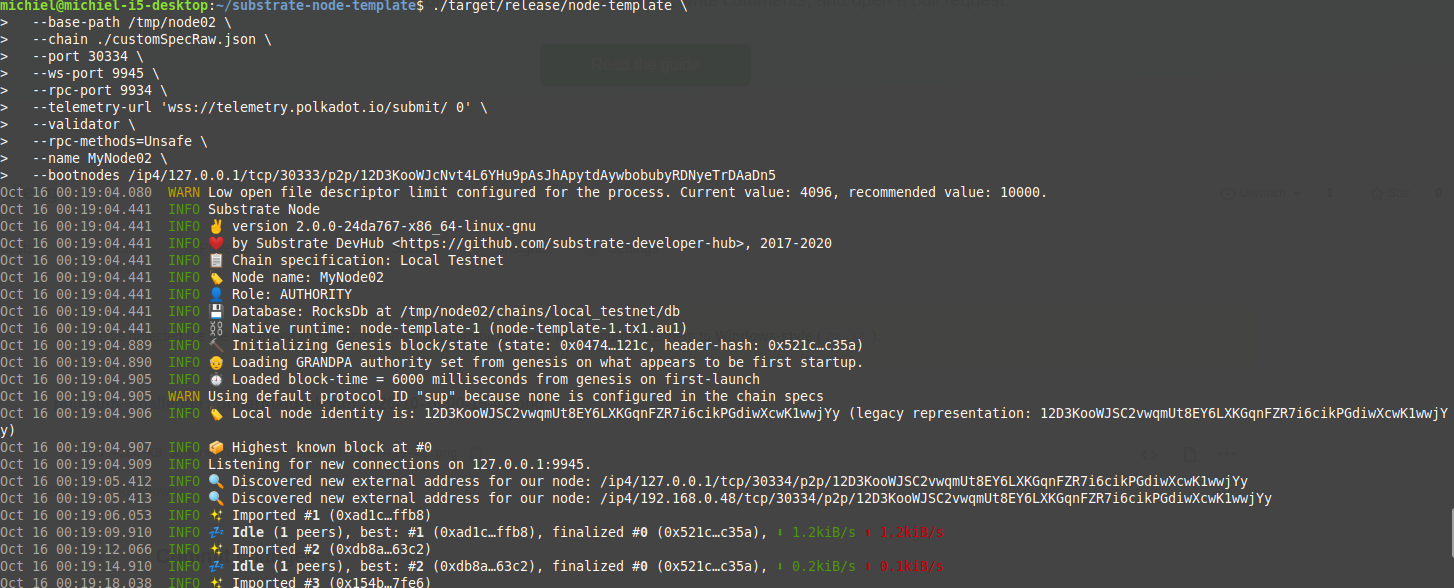 michiel@michiel-i5-desktop:~/substrate-node-template$ ./target/release/node-template \
>   --base-path /tmp/node02 \
>   --chain ./customSpecRaw.json \
>   --port 30334 \
>   --ws-port 9945 \
>   --rpc-port 9934 \
>   --telemetry-url 'wss://telemetry.polkadot.io/submit/ 0' \
>   --validator \
>   --rpc-methods=Unsafe \
>   --name MyNode02 \
>   --bootnodes /ip4/127.0.0.1/tcp/30333/p2p/12D3KooWJcNvt4L6YHu9pAsJhApytdAywbobubyRDNyeTrDAaDn5
Oct 16 00:19:04.080  WARN Low open file descriptor limit configured for the process. Current value: 4096, recommended value: 10000.
Oct 16 00:19:04.441  INFO Substrate Node
Oct 16 00:19:04.441  INFO ✌️ version 2.0.0-24da767-x86_64-linux-gnu
Oct 16 00:19:04.441  INFO ❤️ by Substrate DevHub <https://github.com/substrate-developer-hub>, 2017-2020
Oct 16 00:19:04.441  INFO 📋 Chain specification: Local Testnet
Oct 16 00:19:04.441  INFO 🏷 Node name: MyNode02
Oct 16 00:19:04.441  INFO 👤 Role: AUTHORITY
Oct 16 00:19:04.441  INFO 💾 Database: RocksDb at /tmp/node02/chains/local_testnet/db
Oct 16 00:19:04.441  INFO ⛓ Native runtime: node-template-1 (node-template-1.tx1.au1)
Oct 16 00:19:04.889  INFO 🔨 Initializing Genesis block/state (state: 0x0474…121c, header-hash: 0x521c…c35a)
Oct 16 00:19:04.890  INFO 👴 Loading GRANDPA authority set from genesis on what appears to be first startup.
Oct 16 00:19:04.905  INFO ⏱ Loaded block-time = 6000 milliseconds from genesis on first-launch
Oct 16 00:19:04.905  WARN Using default protocol ID "sup" because none is configured in the chain specs
Oct 16 00:19:04.906  INFO 🏷 Local node identity is: 12D3KooWJSC2vwqmUt8EY6LXKGqnFZR7i6cikPGdiwXcwK1wwjYy (legacy representation: 12D3KooWJSC2vwqmUt8EY6LXKGqnFZR7i6cikPGdiwXcwK1wwjY
y)
Oct 16 00:19:04.907  INFO 📦 Highest known block at #0
Oct 16 00:19:04.909  INFO Listening for new connections on 127.0.0.1:9945.
Oct 16 00:19:05.412  INFO 🔍 Discovered new external address for our node: /ip4/127.0.0.1/tcp/30334/p2p/12D3KooWJSC2vwqmUt8EY6LXKGqnFZR7i6cikPGdiwXcwK1wwjYy
Oct 16 00:19:05.413  INFO 🔍 Discovered new external address for our node: /ip4/192.168.0.48/tcp/30334/p2p/12D3KooWJSC2vwqmUt8EY6LXKGqnFZR7i6cikPGdiwXcwK1wwjYy
Oct 16 00:19:06.053  INFO ✨ Imported #1 (0xad1c…ffb8)
Oct 16 00:19:09.910  INFO 💤 Idle (1 peers), best: #1 (0xad1c…ffb8), finalized #0 (0x521c…c35a), ⬇ 1.2kiB/s ⬆ 1.2kiB/s
Oct 16 00:19:12.066  INFO ✨ Imported #2 (0xdb8a…63c2)
Oct 16 00:19:14.910  INFO 💤 Idle (1 peers), best: #2 (0xdb8a…63c2), finalized #0 (0x521c…c35a), ⬇ 0.2kiB/s ⬆ 0.1kiB/s
Oct 16 00:19:18.038  INFO ✨ Imported #3 (0x154b…7fe6)